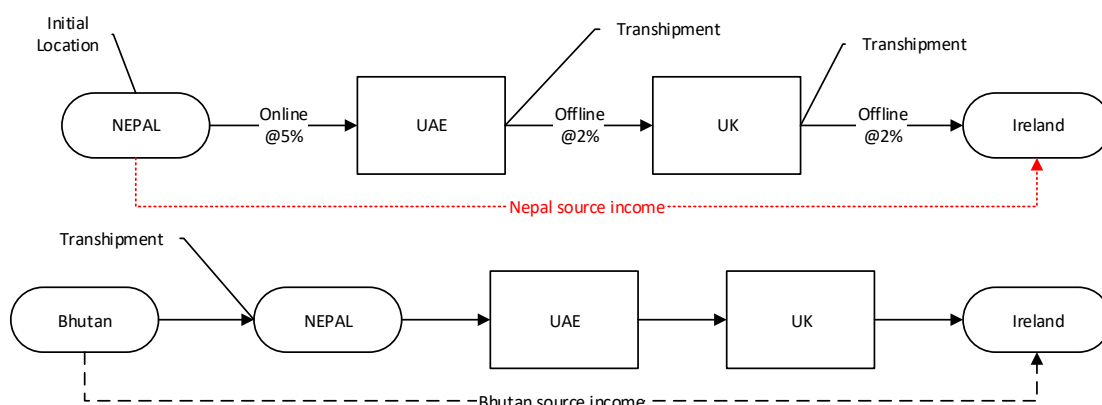 Initial
Location
Transhipment
Transhipment
NEPAL
Online
@5%
UAE
Offline
@2%
UK
Offline
@2%
Ireland
Nepal source income
Transhipment
Bhutan
NEPAL
UAE
UK
Ireland
Bhutan source income